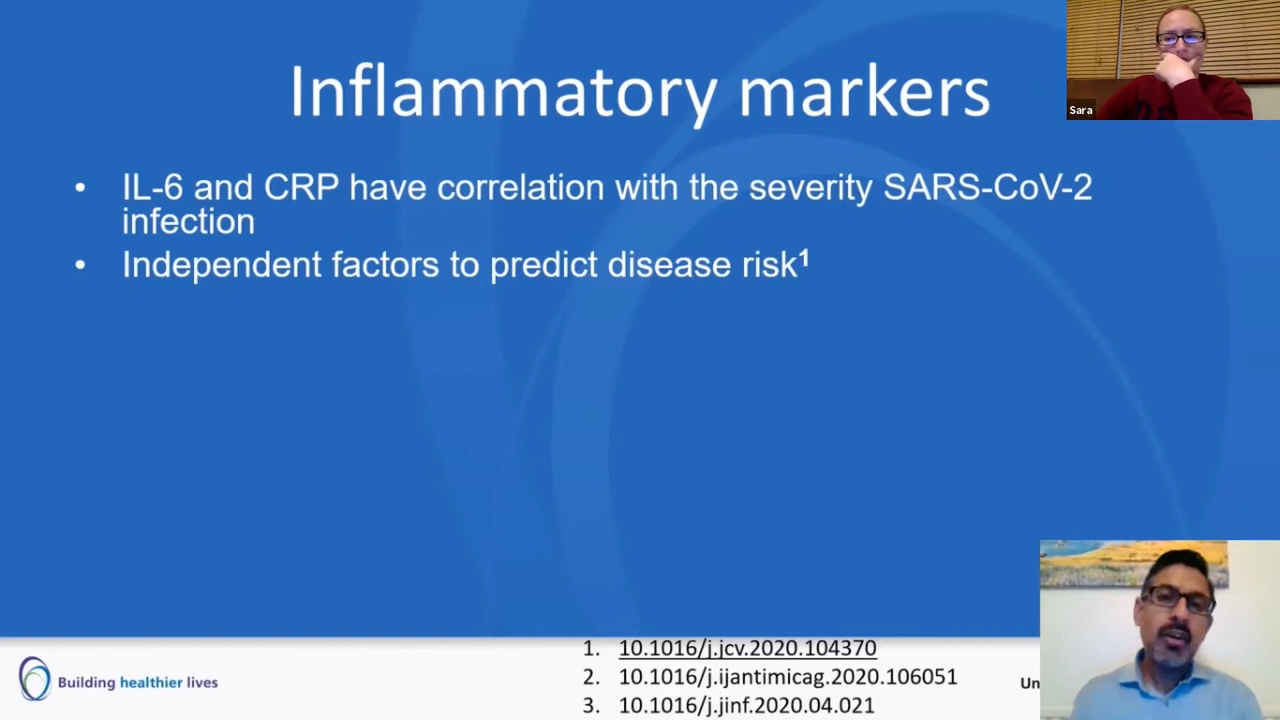 Inflammatory markers
Sara
• IL-6 and CRP have correlation with the severity SARS-CoV-2
infection
• Independent factors to predict disease risk¹
1. 10.1016/j.jcv.2020.104370
2. 10.1016/j.ijantimicag.2020.106051
3. 10.1016/j.jinf.2020.04.021
Building healthier lives
Un